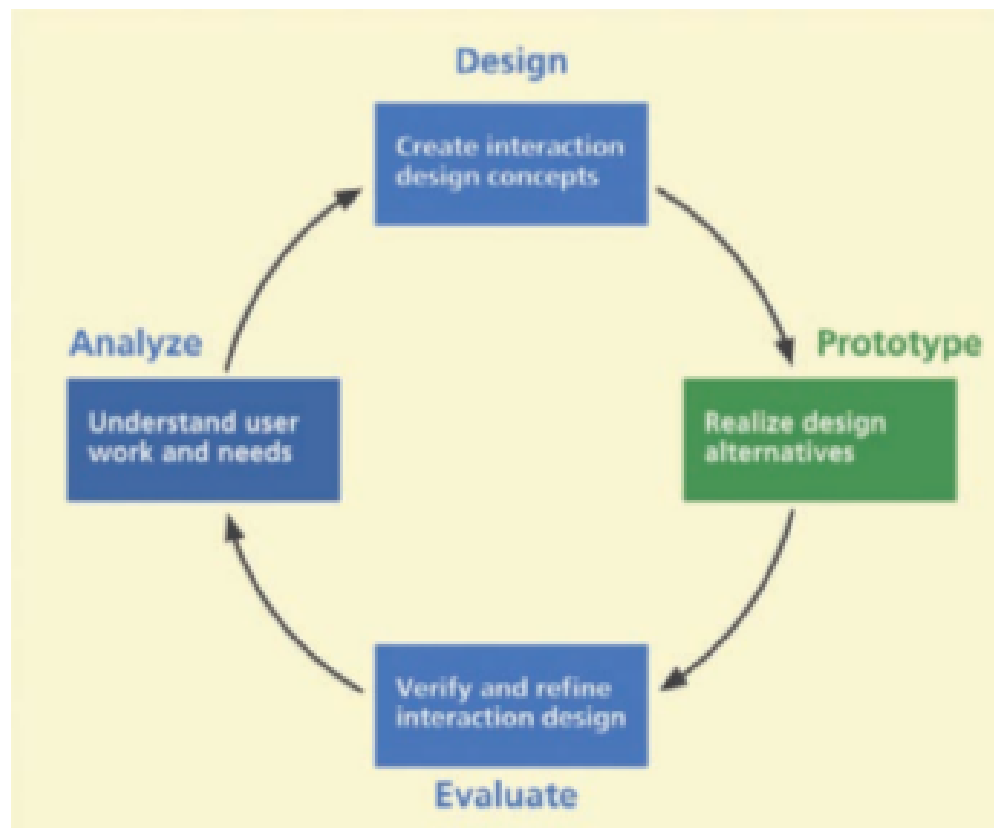 Design
Create interaction
design concepts
Analyze
Understand user
work and needs
Prototype
Realize design
alternatives
Verify and refine
interaction design
Evaluate